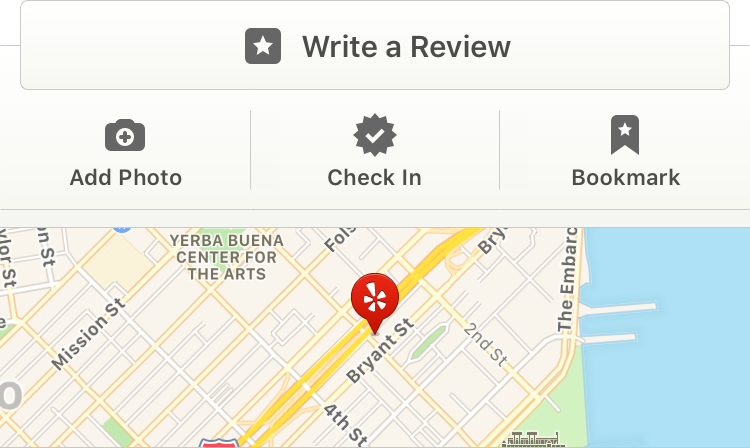 Write a Review
Add Photo
Check In
Bookmark
YERBA BUENA
CENTER FOR
THE ARTS
Fols
Bry
ylor St
n St
The Embarc
Mission St
Bryant St
2nd St
4th St
O